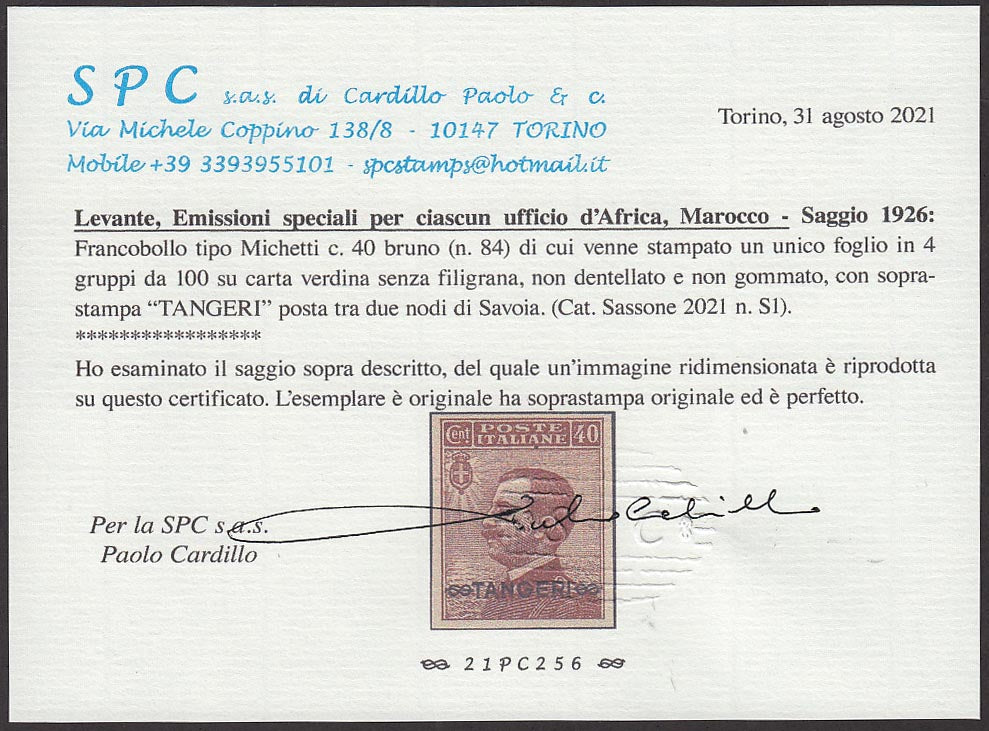 SPC s.a.s. di Cardillo Paolo & c.
Via Michele Coppino 138/8 - 10147 TORINO
Mobile +39 3393955101 - spcstamps@hotmail.it
Torino, 31 agosto 2021
Levante, Emissioni speciali per ciascun ufficio d'Africa, Marocco - Saggio 1926:
Francobollo tipo Michetti c. 40 bruno (n. 84) di cui venne stampato un unico foglio in 4
gruppi da 100 su carta verdina senza filigrana, non dentellato e non gommato, con sopra-
stampa “TANGERI” posta tra due nodi di Savoia. (Cat. Sassone 2021 n. S1).
*****************
Ho esaminato il saggio sopra descritto, del quale un'immagine ridimensionata è riprodotta
su questo certificato. L'esemplare è originale ha soprastampa originale ed è perfetto.
Cent POSTE 40
ITALIANE
Per la SPC s.a.s.
Paolo Cardillo
TANGERI
21PC256